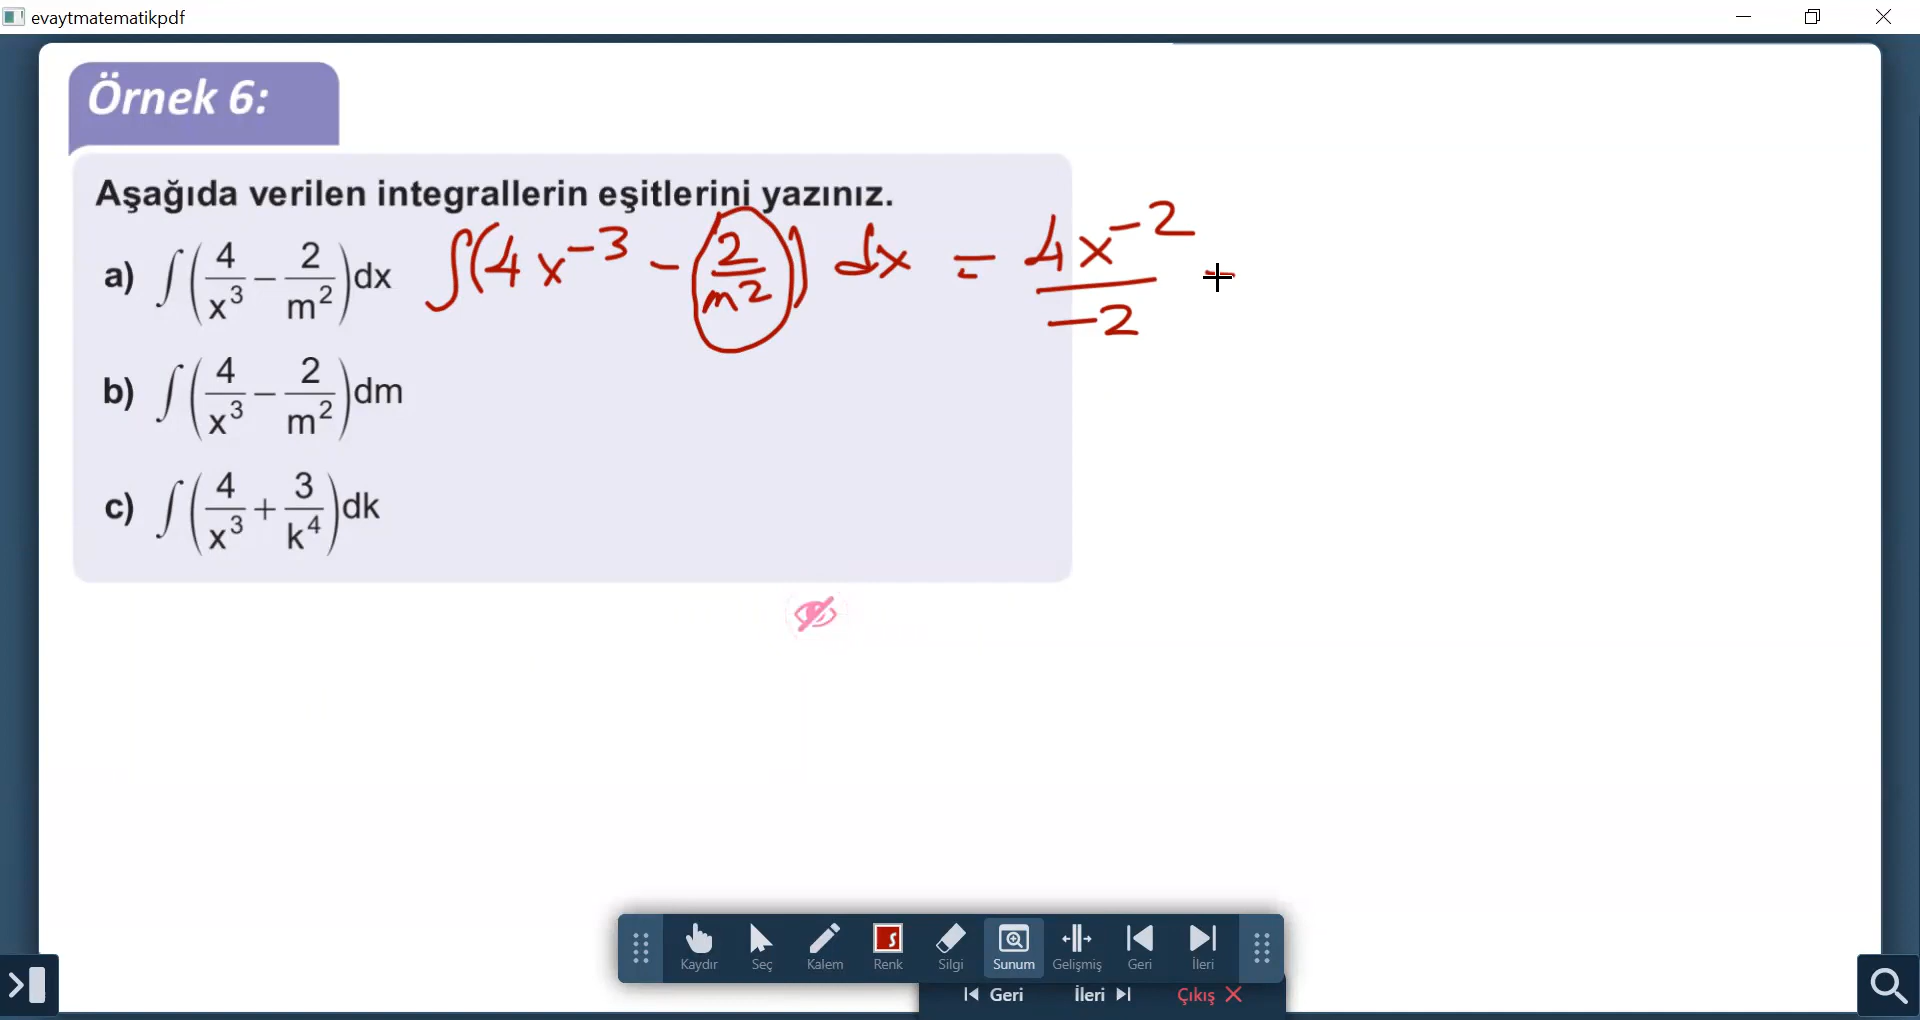 evaytmatematikpdf
Örnek 6:
Aşağıda verilen integrallerin eşitlerini yazınız.
a) ∫(4/x³ − 2/m²)dx ∫(4x⁻³ − 2/m²) dx = 4x⁻²/−2 −
b) ∫(4/x³ − 2/m²)dm
c) ∫(4/x³ + 3/k⁴)dk
Kaydır Seç Kalem Renk Silgi Sunum Gelişmiş Geri İleri
Geri İleri Çıkış